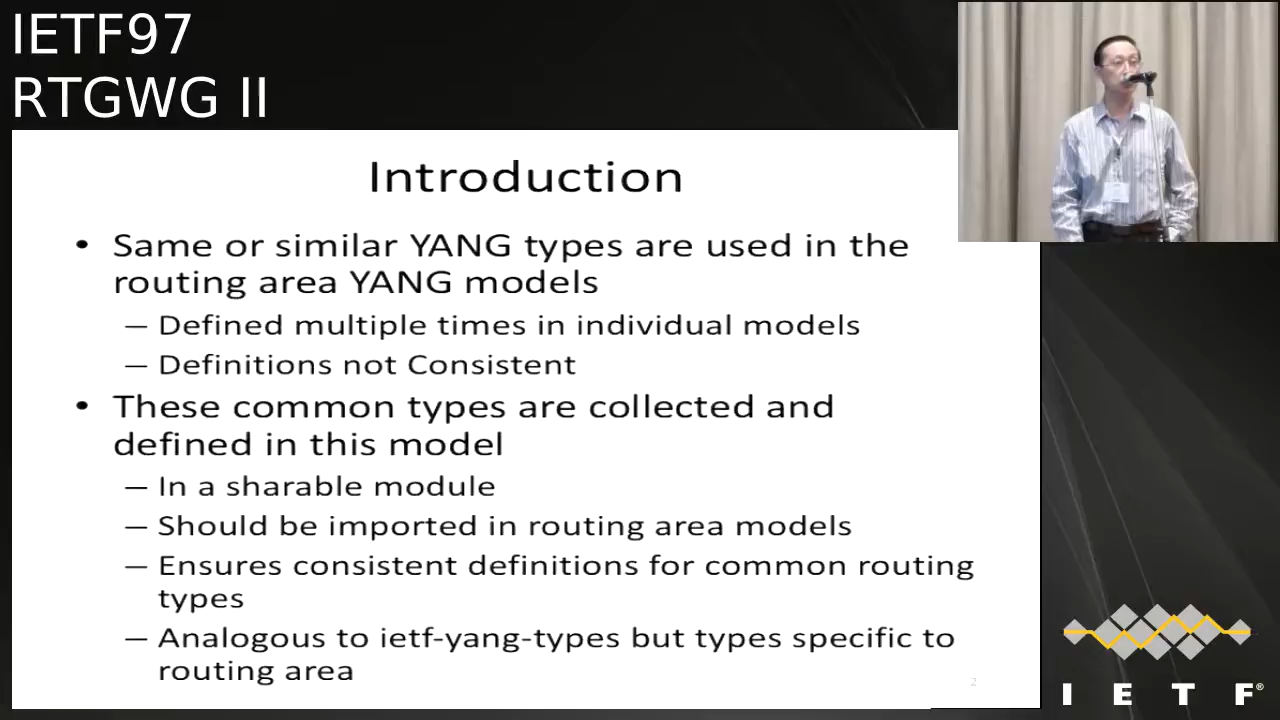 IETF97
RTGWG II
Introduction
• Same or similar YANG types are used in the
routing area YANG models
— Defined multiple times in individual models
— Definitions not Consistent
• These common types are collected and
defined in this model
— In a sharable module
— Should be imported in routing area models
— Ensures consistent definitions for common routing
types
— Analogous to ietf-yang-types but types specific to
routing area
2
I E T F®